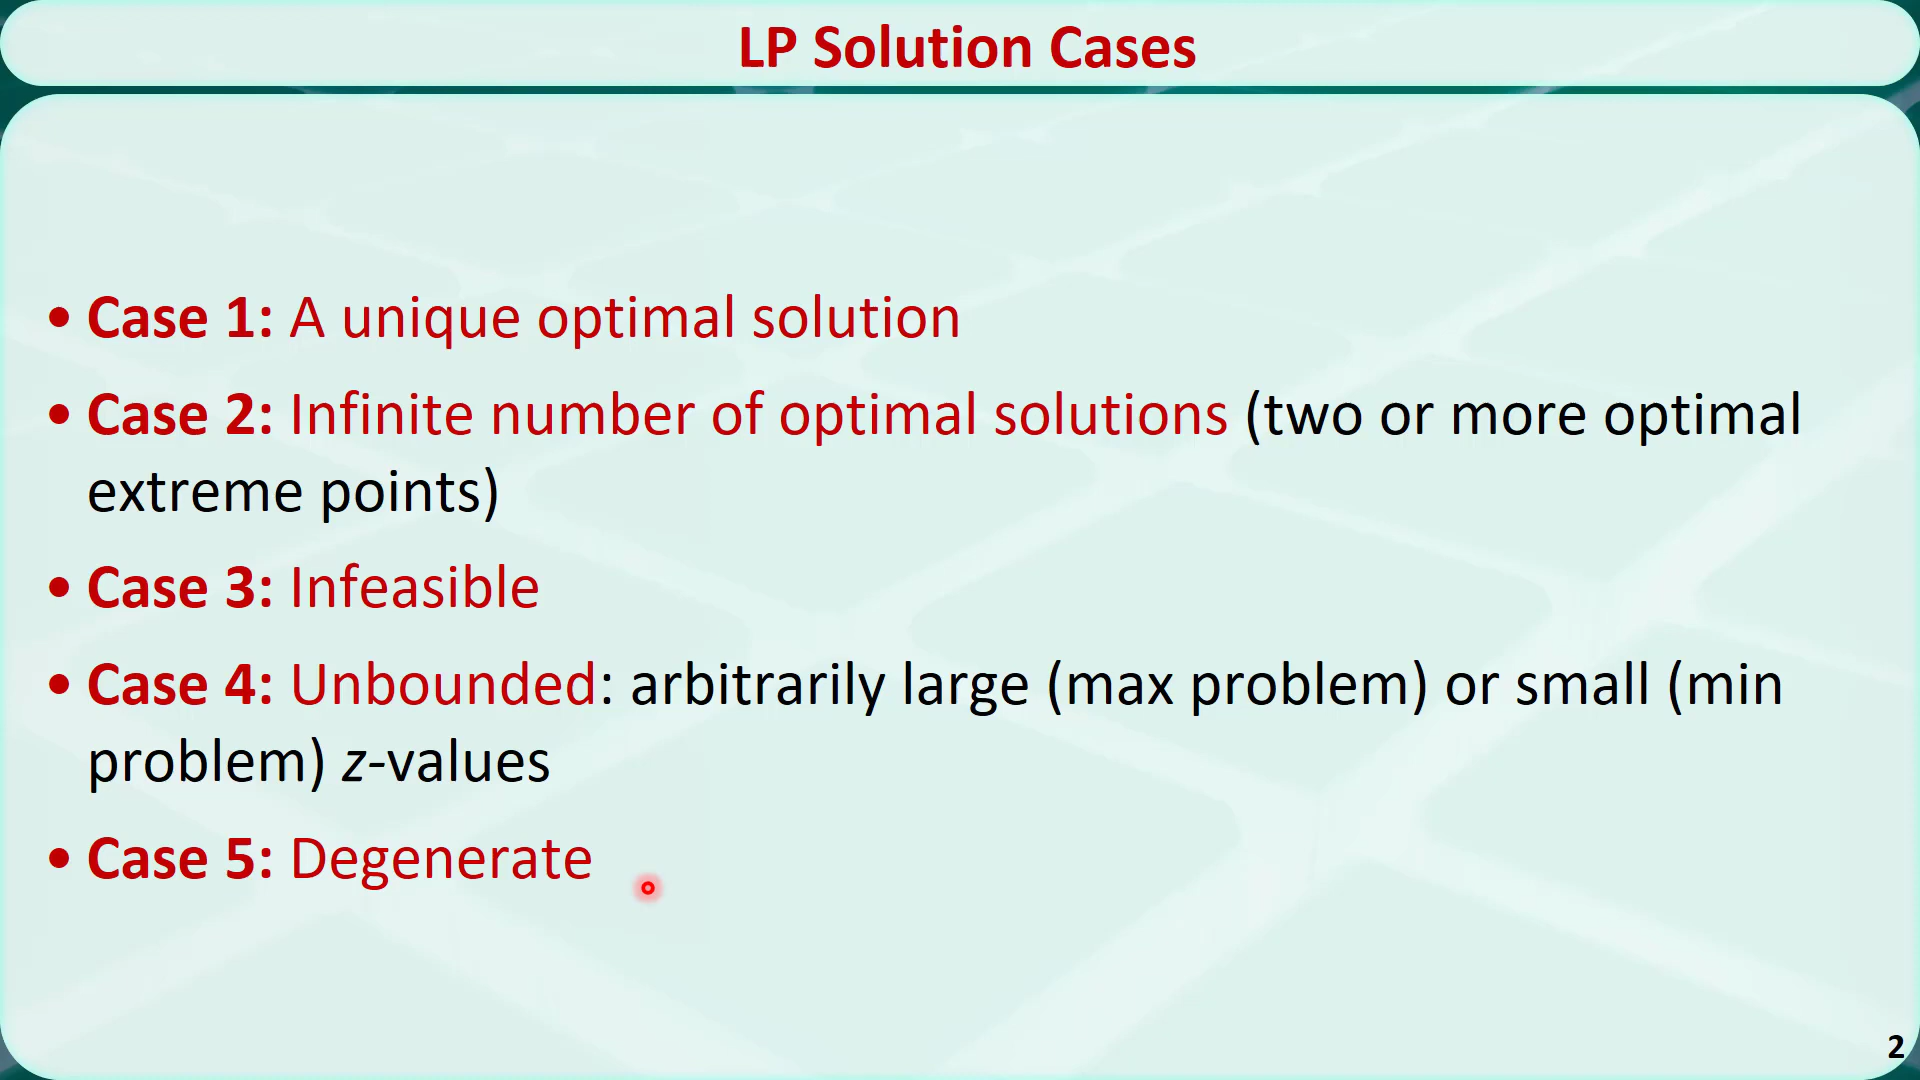 LP Solution Cases
• Case 1: A unique optimal solution
• Case 2: Infinite number of optimal solutions (two or more optimal
extreme points)
• Case 3: Infeasible
• Case 4: Unbounded: arbitrarily large (max problem) or small (min
problem) z-values
• Case 5: Degenerate
2